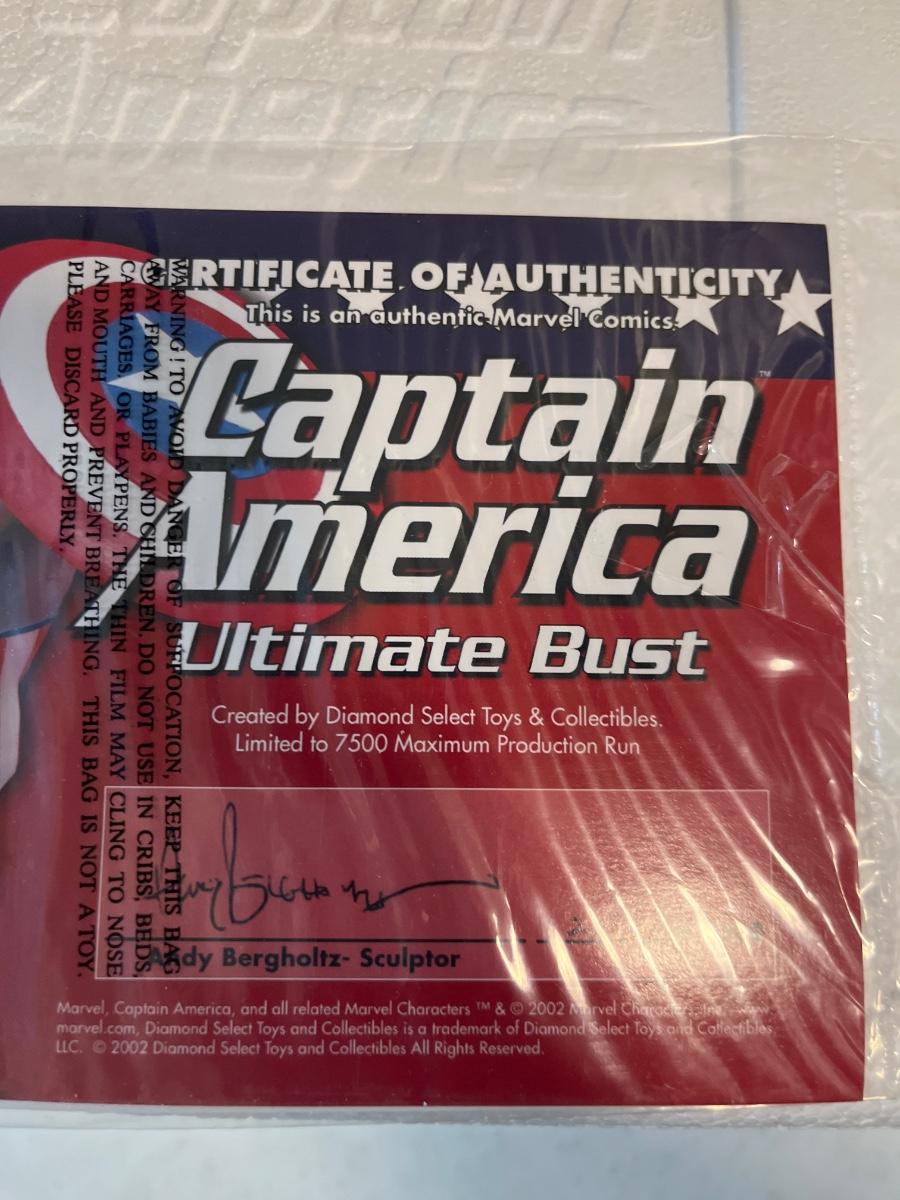 Captain
America
CERTIFICATE OF AUTHENTICITY
This is an authentic Marvel Comics
Captain™
America
Ultimate Bust
Created by Diamond Select Toys & Collectibles.
Limited to 7500 Maximum Production Run
Andy Bergholtz- Sculptor
Marvel, Captain America, and all related Marvel Characters ™ & © 2002 Marvel Characters, Inc. www.
marvel.com, Diamond Select Toys and Collectibles is a trademark of Diamond Select Toys and Collectibles
LLC. © 2002 Diamond Select Toys and Collectibles All Rights Reserved.
WARNING! TO AVOID DANGER OF SUFFOCATION, KEEP THIS BAG
AWAY FROM BABIES AND CHILDREN. DO NOT USE IN CRIBS, BEDS,
CARRIAGES. OR PLAYPENS. THE THIN FILM MAY CLING TO NOSE
AND MOUTH AND PREVENT BREATHING. THIS BAG IS NOT A TOY.
PLEASE DISCARD PROPERLY.